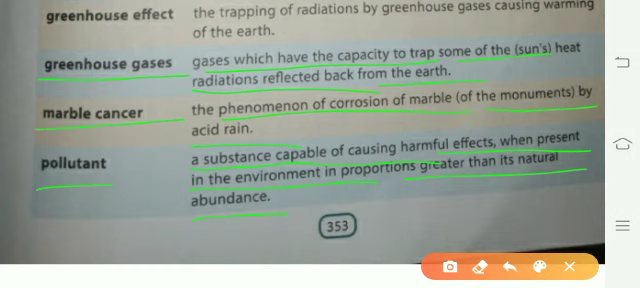 greenhouse effect the trapping of radiations by greenhouse gases causing warming
of the earth.
greenhouse gases gases which have the capacity to trap some of the (sun's) heat
radiations reflected back from the earth.
marble cancer the phenomenon of corrosion of marble (of the monuments) by
acid rain.
pollutant a substance capable of causing harmful effects, when present
in the environment in proportions greater than its natural
abundance.
353